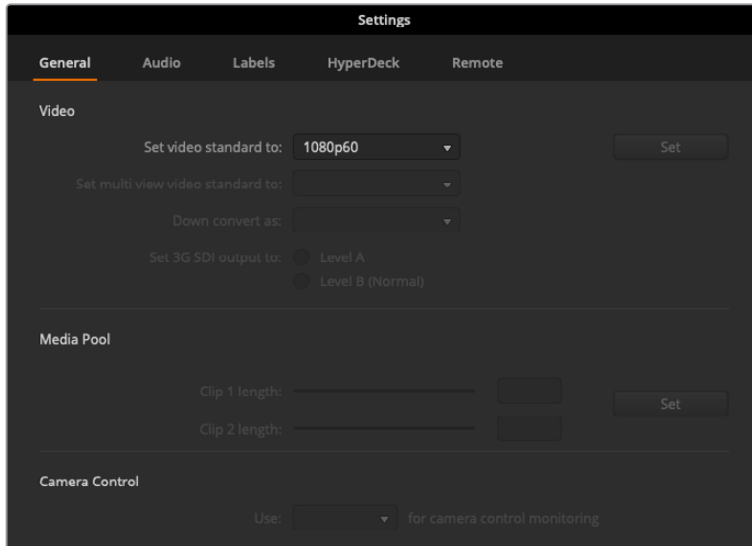 Settings
General Audio Labels HyperDeck Remote
Video
Set video standard to: 1080p60 Set
Set multi view video standard to:
Down convert as:
Set 3G SDI output to: Level A
Level B (Normal)
Media Pool
Clip 1 length:
Set
Clip 2 length:
Camera Control
Use: for camera control monitoring